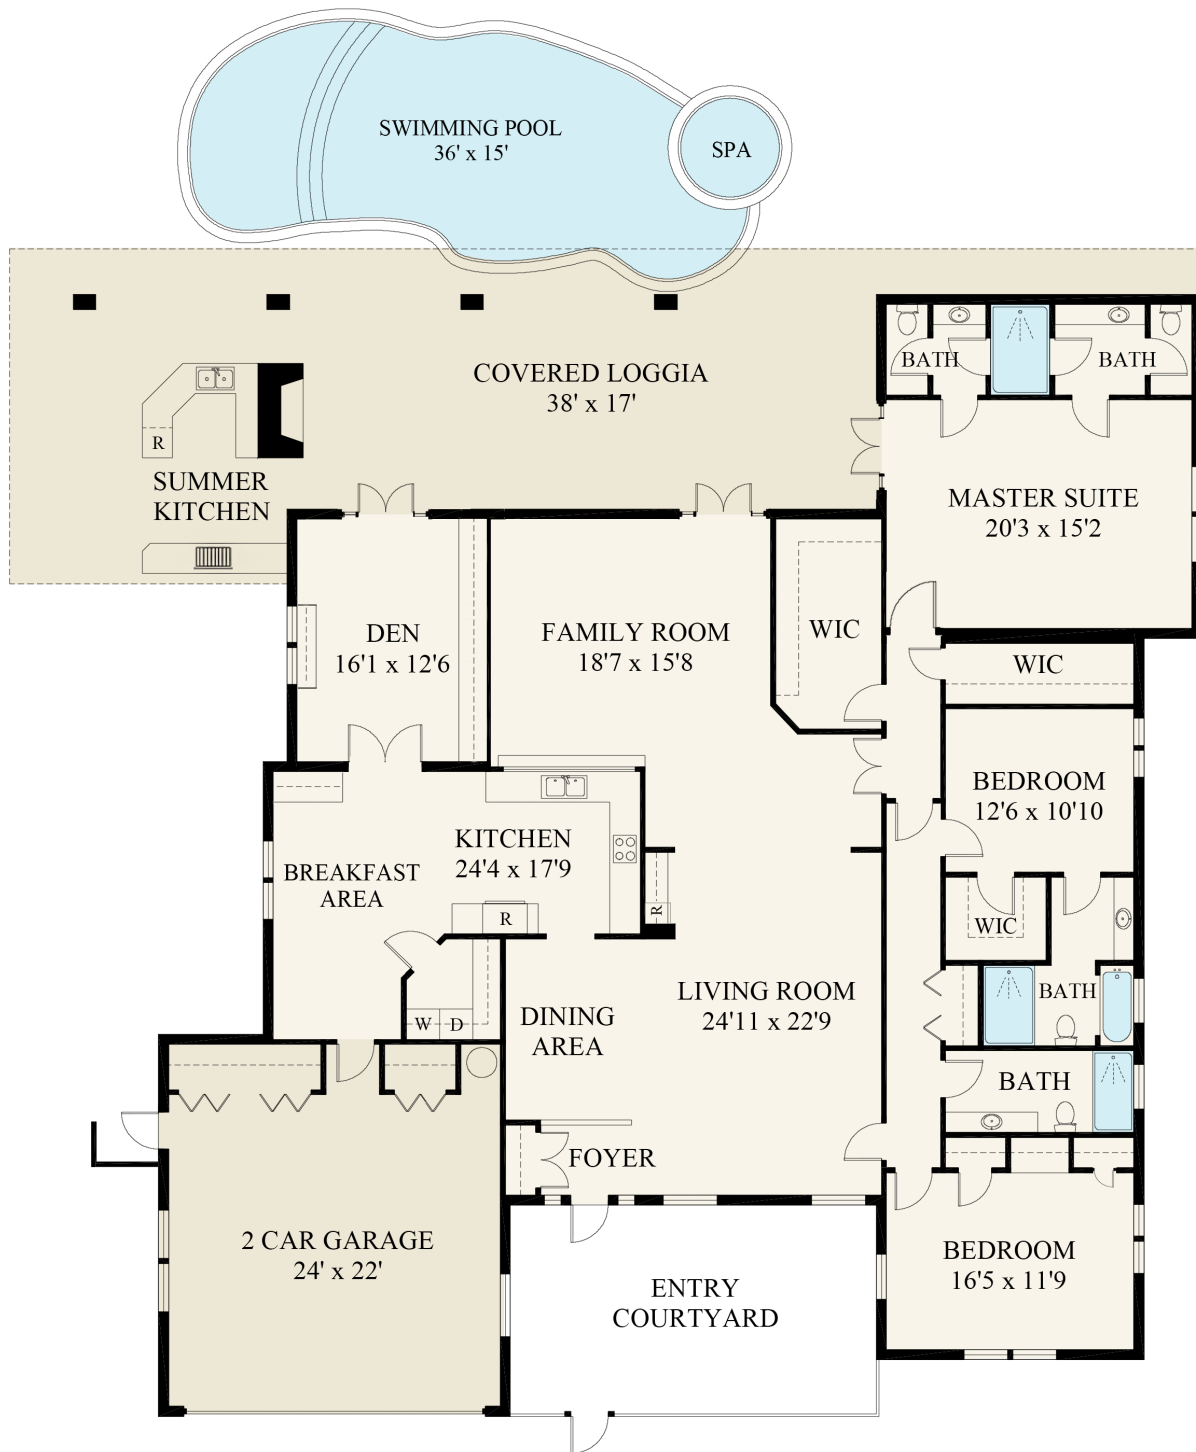 SWIMMING POOL
36' x 15'
SPA
COVERED LOGGIA
38' x 17'
BATH
BATH
R
SUMMER
KITCHEN
MASTER SUITE
20'3 x 15'2
DEN
16'1 x 12'6
FAMILY ROOM
18'7 x 15'8
WIC
WIC
BEDROOM
12'6 x 10'10
KITCHEN
24'4 x 17'9
BREAKFAST
AREA
R
R
WIC
LIVING ROOM
24'11 x 22'9
BATH
DINING
AREA
W
D
BATH
FOYER
2 CAR GARAGE
24' x 22'
BEDROOM
16'5 x 11'9
ENTRY
COURTYARD